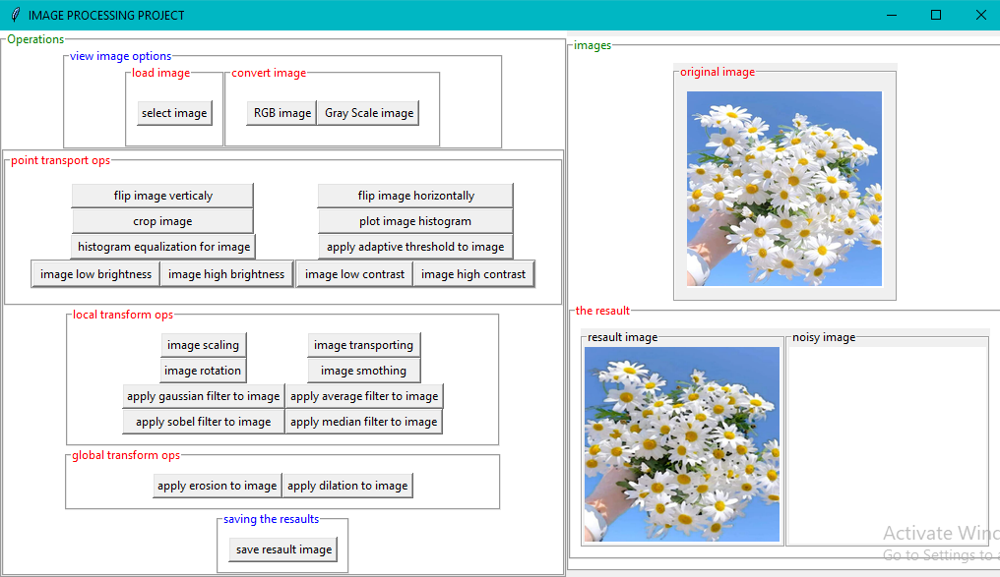 IMAGE PROCESSING PROJECT
Operations
view image options
load image
convert image
select image
RGB image
Gray Scale image
point transport ops
flip image verticaly
flip image horizontally
crop image
plot image histogram
histogram equalization for image
apply adaptive threshold to image
image low brightness
image high brightness
image low contrast
image high contrast
local transform ops
image scaling
image transporting
image rotation
image smothing
apply gaussian filter to image
apply average filter to image
apply sobel filter to image
apply median filter to image
global transform ops
apply erosion to image
apply dilation to image
saving the resaults
save resault image
images
original image
the resault
resault image
noisy image
Activate Winc
Go to Settings to a